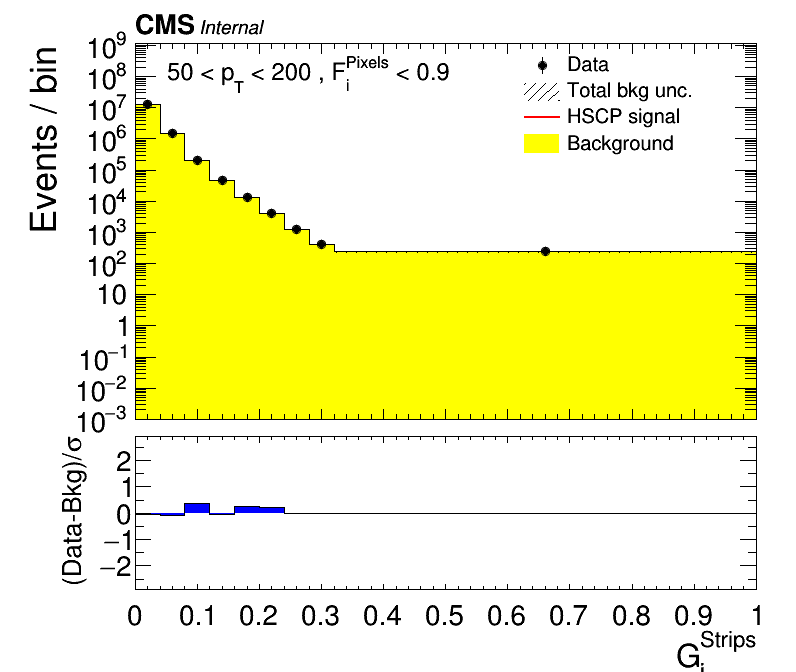 CMS Internal
50 < p_T < 200 , F_i^Pixels < 0.9
Data
Total bkg unc.
HSCP signal
Background
Events / bin
10^9
10^8
10^7
10^6
10^5
10^4
10^3
10^2
10
1
10^−1
10^−2
10^−3
(Data-Bkg)/σ
2
1
0
−1
−2
0 0.1 0.2 0.3 0.4 0.5 0.6 0.7 0.8 0.9 1
G_i^Strips